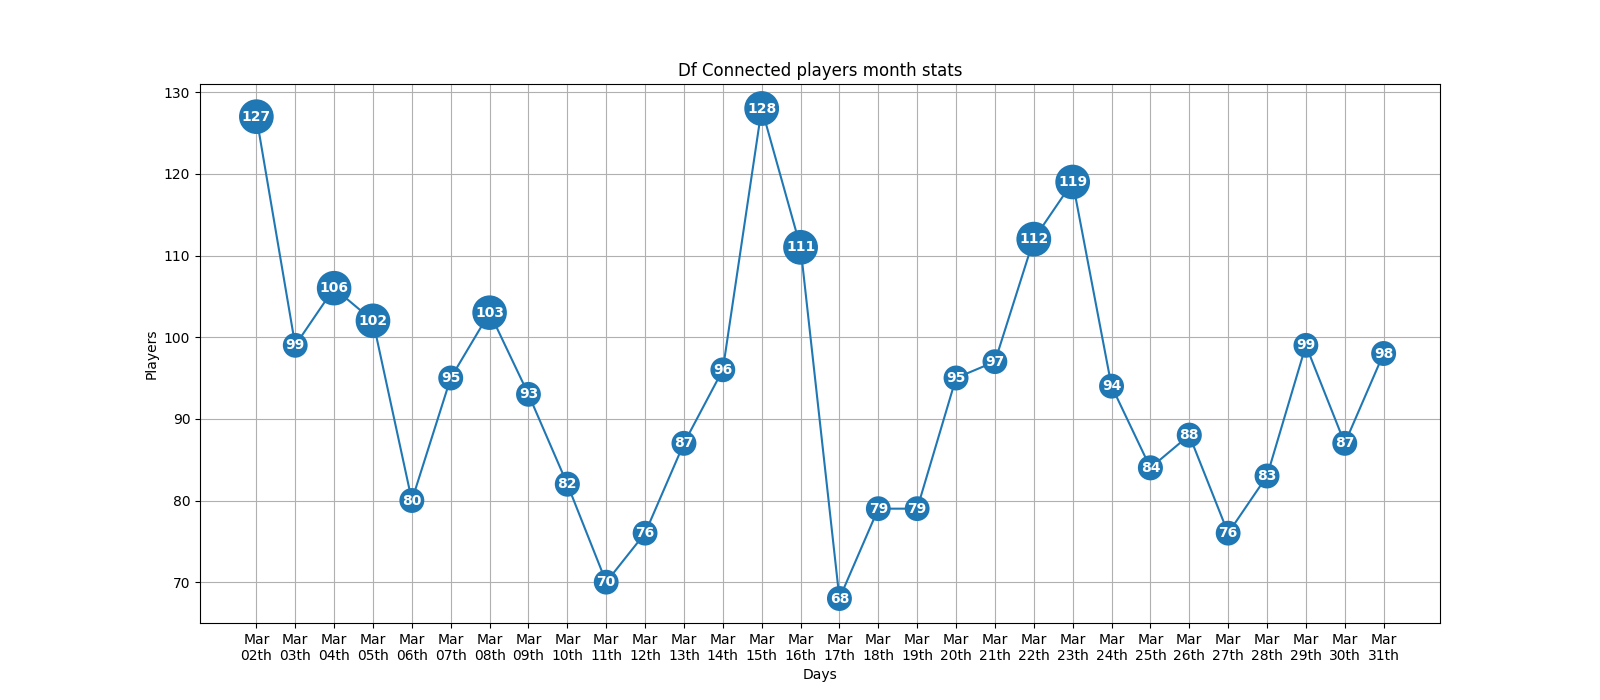 Df Connected players month stats
130
120
110
100
90
80
70
Players
127
99
106
102
80
95
103
93
82
70
76
87
96
128
111
68
79
79
95
97
112
119
94
84
88
76
83
99
87
98
Mar 02th
Mar 03th
Mar 04th
Mar 05th
Mar 06th
Mar 07th
Mar 08th
Mar 09th
Mar 10th
Mar 11th
Mar 12th
Mar 13th
Mar 14th
Mar 15th
Mar 16th
Mar 17th
Mar 18th
Mar 19th
Mar 20th
Mar 21th
Mar 22th
Mar 23th
Mar 24th
Mar 25th
Mar 26th
Mar 27th
Mar 28th
Mar 29th
Mar 30th
Mar 31th
Days